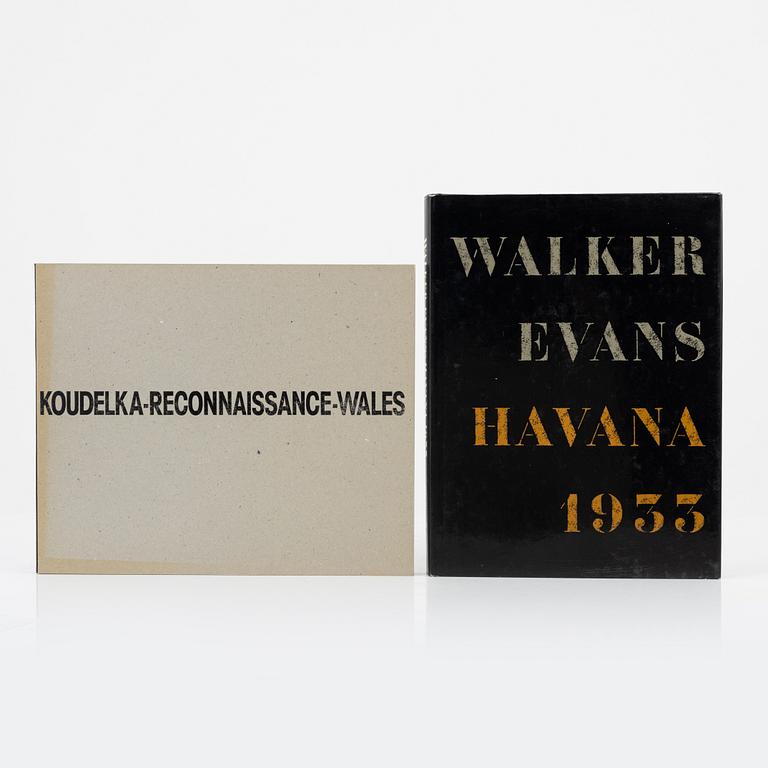 KOUDELKA-RECONNAISSANCE-WALES
WALKER
EVANS
HAVANA
1933